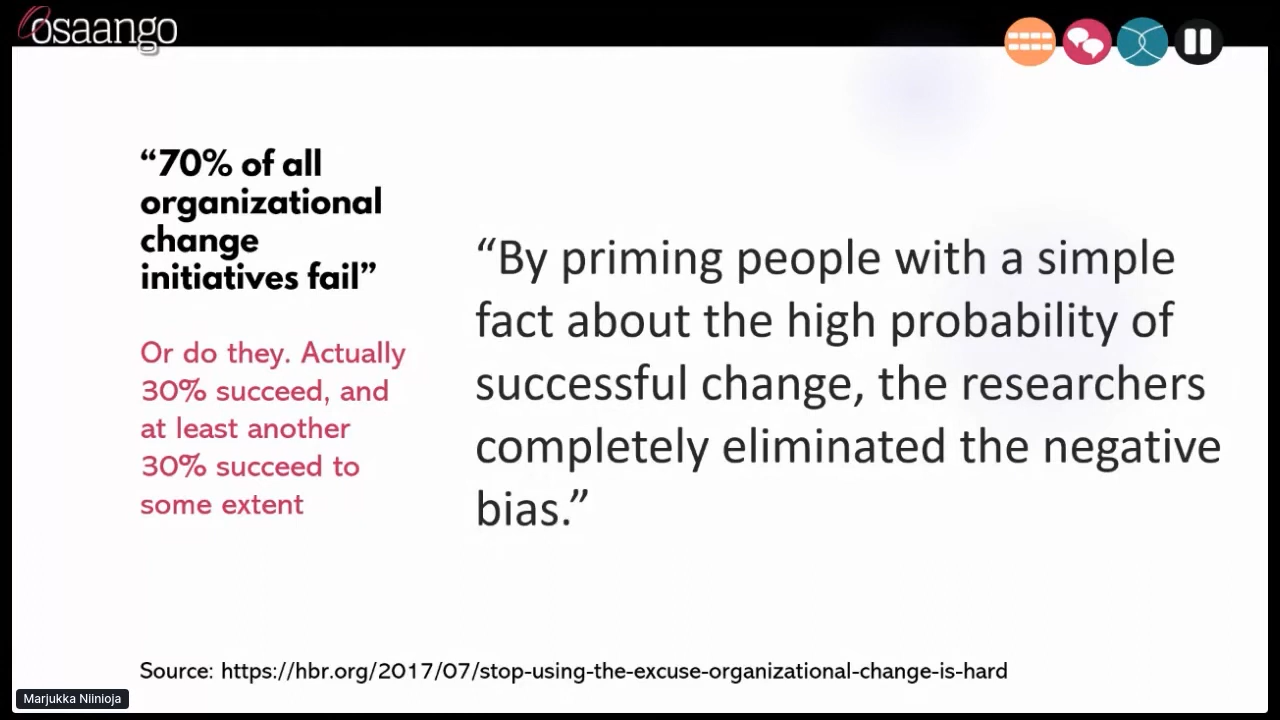 osaango
“70% of all
organizational
change
initiatives fail”
Or do they. Actually
30% succeed, and
at least another
30% succeed to
some extent
“By priming people with a simple
fact about the high probability of
successful change, the researchers
completely eliminated the negative
bias.”
Source: https://hbr.org/2017/07/stop-using-the-excuse-organizational-change-is-hard
Marjukka Niinioja